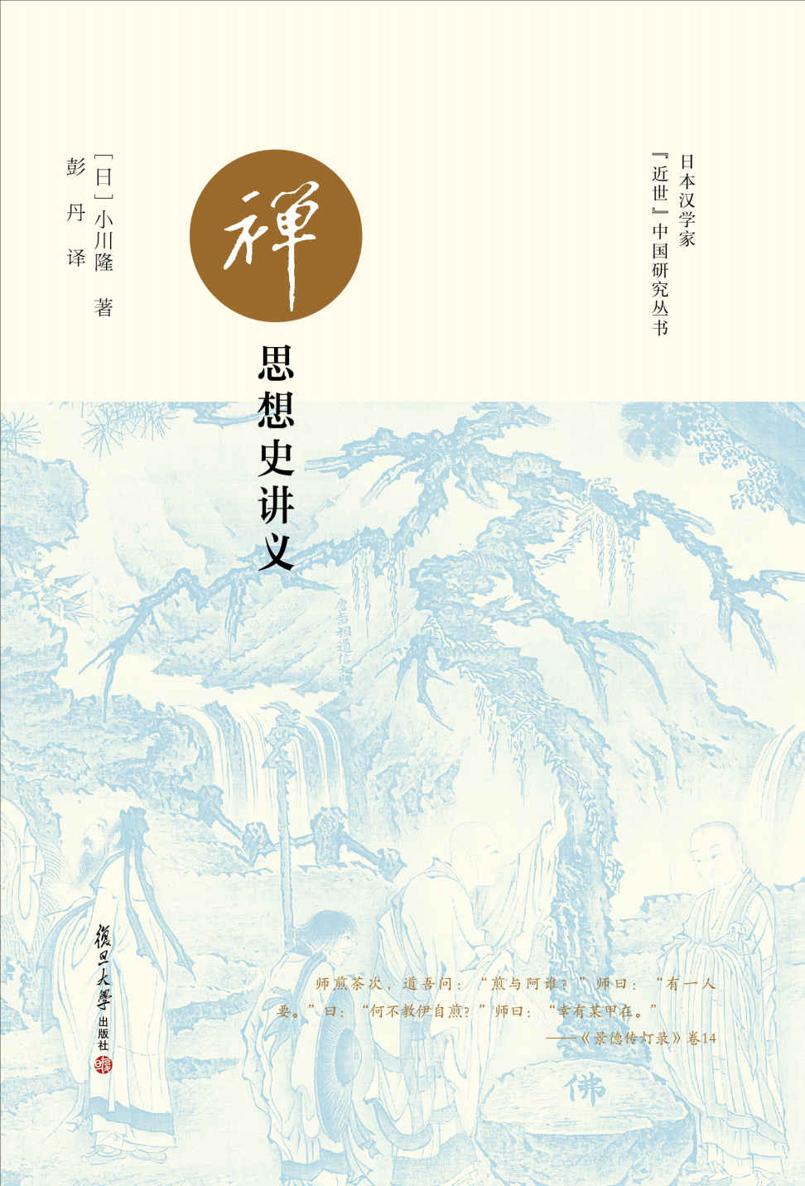 日本汉学家
『近世』中国研究丛书
禅
思想史讲义
[日]小川隆 著
彭丹 译
师煎茶次，道吾问：“煎与阿谁？”师曰：“有一人
要。”曰：“何不教伊自煎？”师曰：“幸有某甲在。”
——《景德传灯录》卷14
佛
復旦大學
出版社